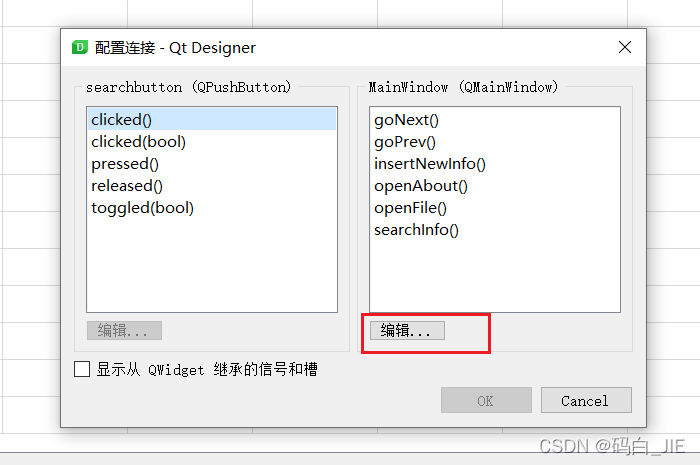 配置连接 - Qt Designer
searchbutton (QPushButton)
clicked()
clicked(bool)
pressed()
released()
toggled(bool)
编辑...
MainWindow (QMainWindow)
goNext()
goPrev()
insertNewInfo()
openAbout()
openFile()
searchInfo()
编辑...
显示从 QWidget 继承的信号和槽
OK
Cancel
CSDN @码白_JIE